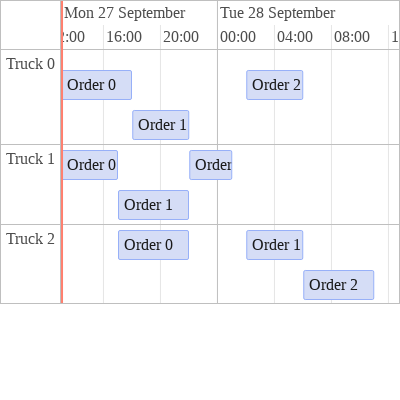 Mon 27 September Tue 28 September
:00 16:00 20:00 00:00 04:00 08:00 1
Truck 0
Order 0 Order 2
Order 1
Truck 1
Order 0 Order
Order 1
Truck 2
Order 0 Order 1
Order 2